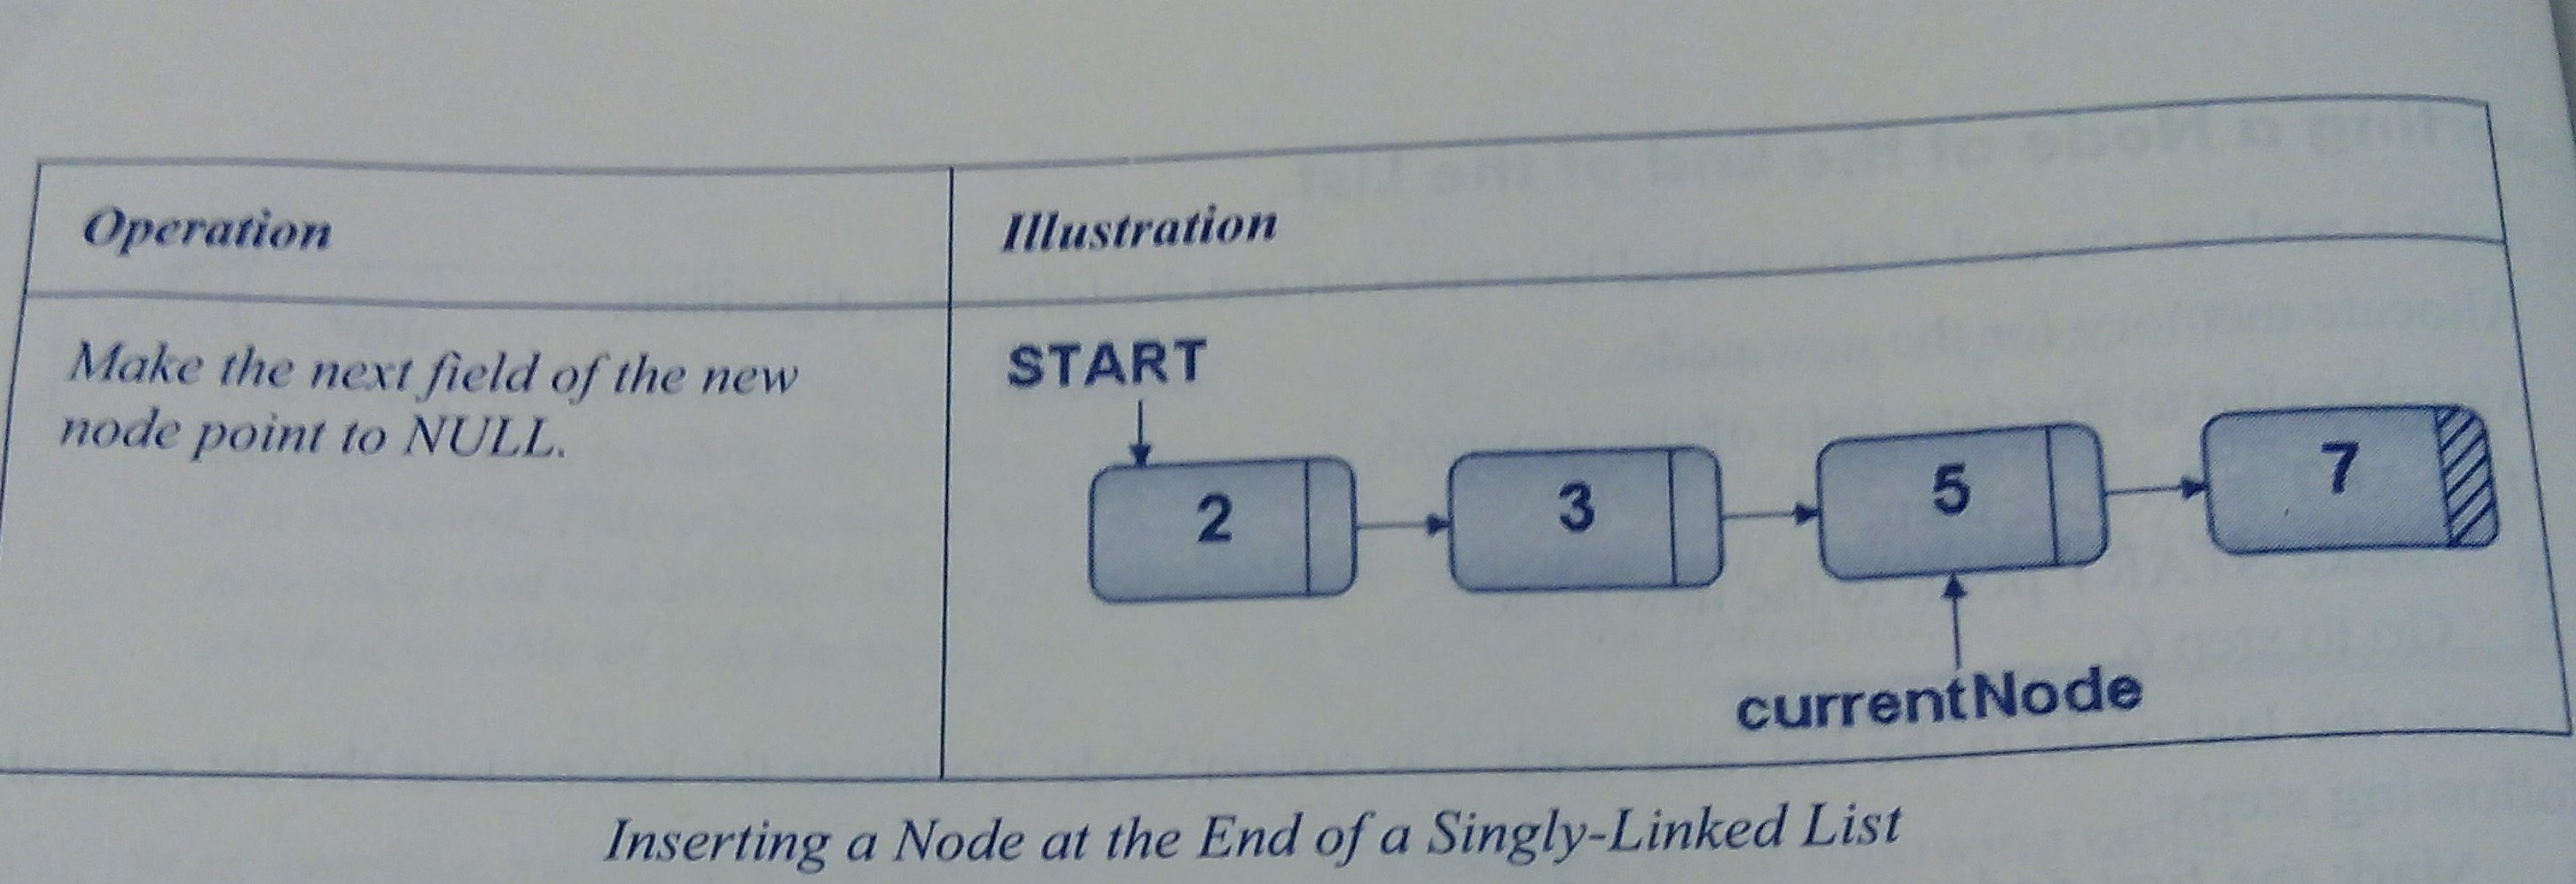 Operation
Illustration
Make the next field of the new
node point to NULL.
START
2
3
5
7
currentNode
Inserting a Node at the End of a Singly-Linked List